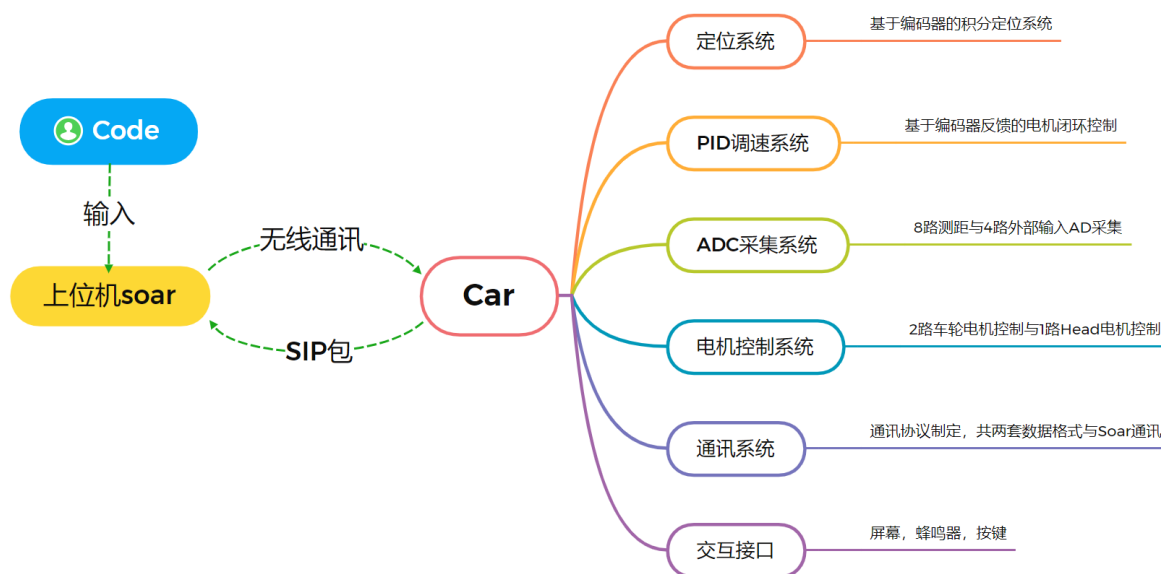 Code
输入
上位机soar
无线通讯
SIP包
Car
定位系统
基于编码器的积分定位系统
PID调速系统
基于编码器反馈的电机闭环控制
ADC采集系统
8路测距与4路外部输入AD采集
电机控制系统
2路车轮电机控制与1路Head电机控制
通讯系统
通讯协议制定，共两套数据格式与Soar通讯
交互接口
屏幕，蜂鸣器，按键